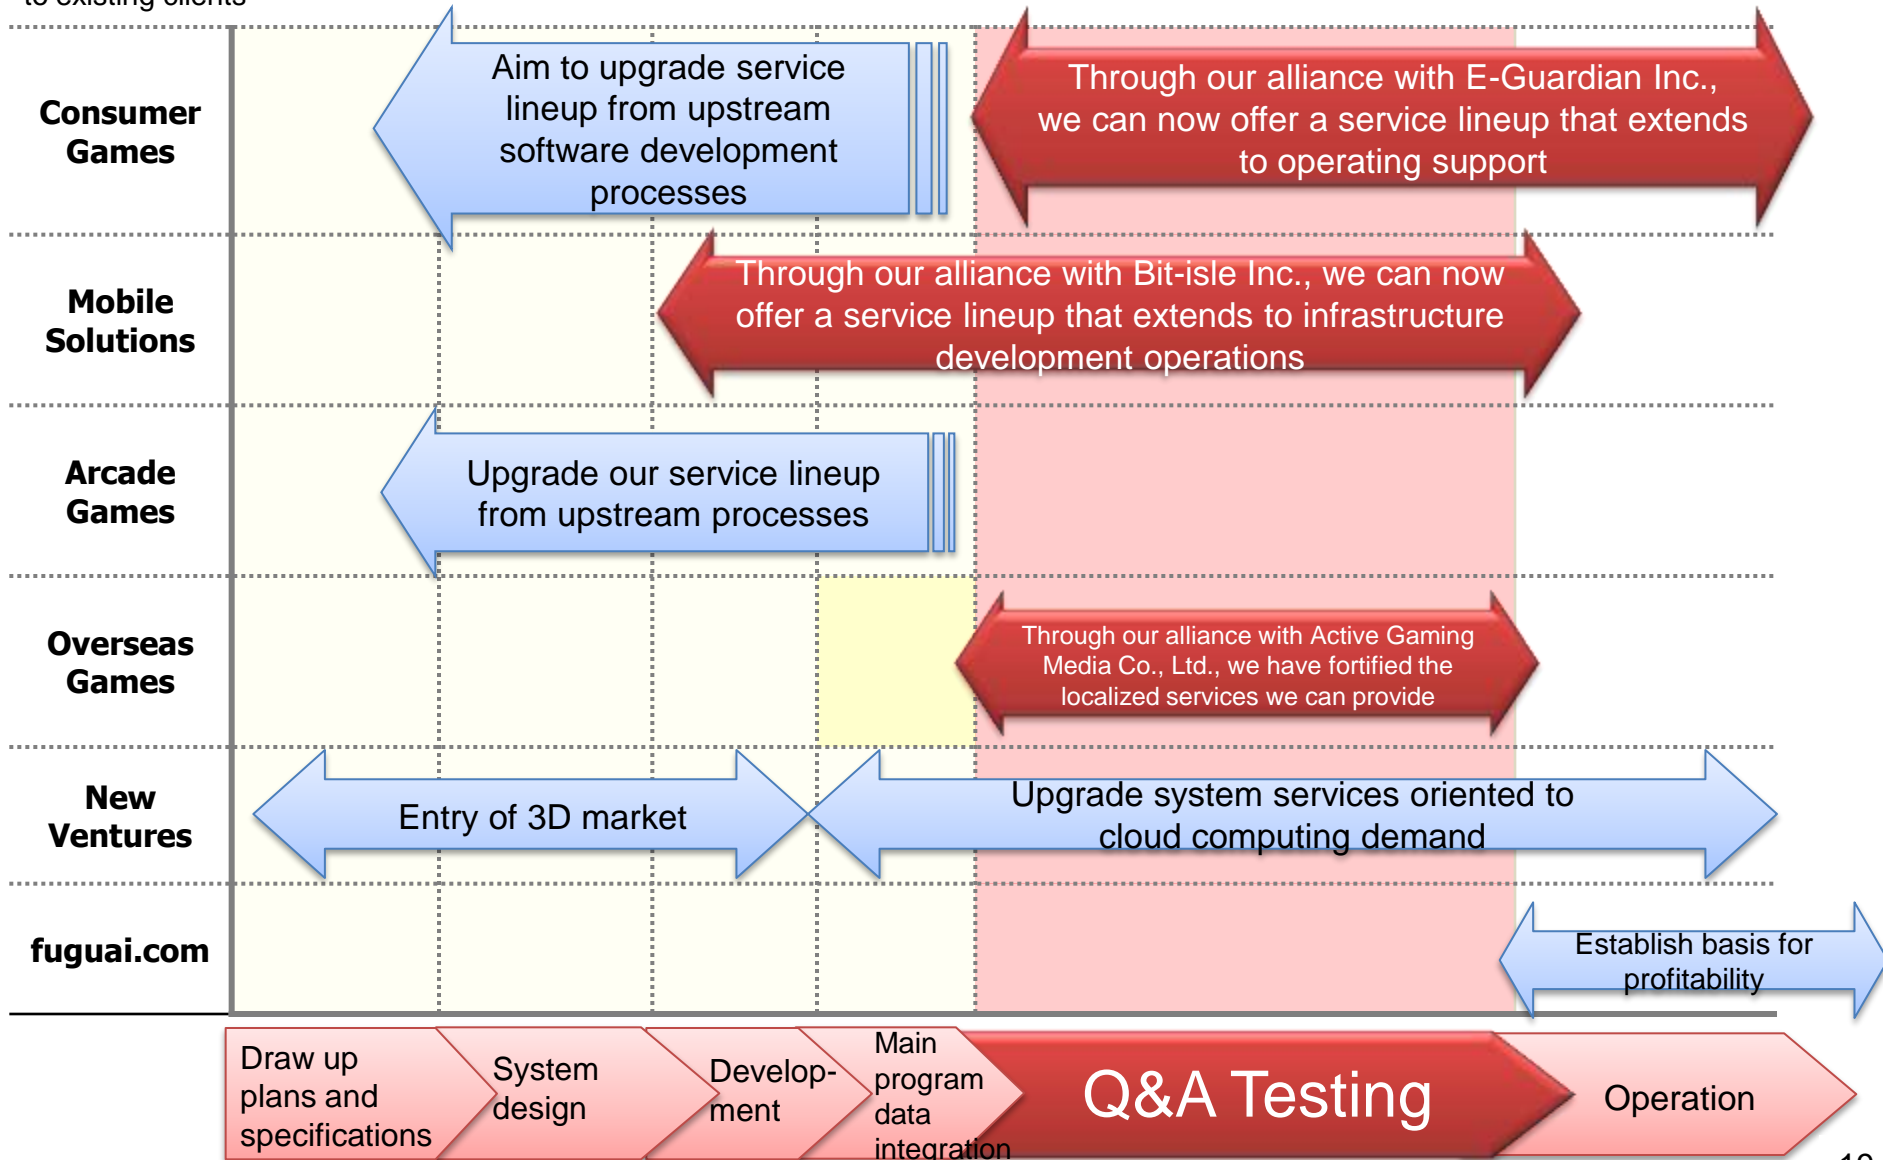 to existing clients
Consumer
Games
Aim to upgrade service
lineup from upstream
software development
processes
Through our alliance with E-Guardian Inc.,
we can now offer a service lineup that extends
to operating support
Mobile
Solutions
Through our alliance with Bit-isle Inc., we can now
offer a service lineup that extends to infrastructure
development operations
Arcade
Games
Upgrade our service lineup
from upstream processes
Overseas
Games
Through our alliance with Active Gaming
Media Co., Ltd., we have fortified the
localized services we can provide
New
Ventures
Entry of 3D market
Upgrade system services oriented to
cloud computing demand
fuguai.com
Establish basis for
profitability
Draw up
plans and
specifications
System
design
Develop-
ment
Main
program
data
integration
Q&A Testing
Operation